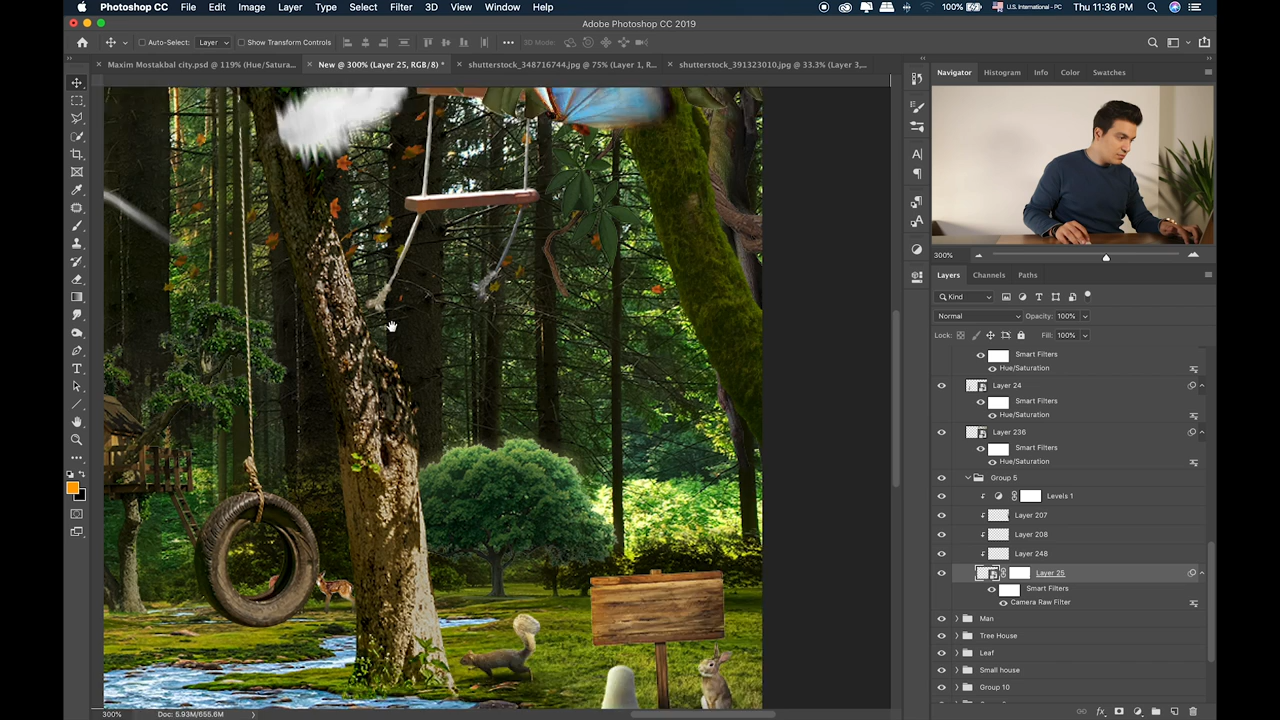 Photoshop CC File Edit Image Layer Type Select Filter 3D View Window Help 100% U.S. International - PC Thu 11:36 PM
Adobe Photoshop CC 2019
Auto-Select: Layer Show Transform Controls 3D Mode:
Maxim Mostakbal city.psd @ 119% (Hue/Satura... New @ 300% (Layer 25, RGB/8) * shutterstock_348716744.jpg @ 75% (Layer 1, R... shutterstock_391323010.jpg @ 33.3% (Layer 3,...
Navigator Histogram Info Color Swatches
300%
Layers Channels Paths
Kind
Normal Opacity: 100%
Lock: Fill: 100%
Smart Filters
Hue/Saturation
Layer 24
Smart Filters
Hue/Saturation
Layer 236
Smart Filters
Hue/Saturation
Group 5
Levels 1
Layer 207
Layer 208
Layer 248
Layer 25
Smart Filters
Camera Raw Filter
Man
Tree House
Leaf
Small house
Group 10
300% Doc: 5.93M/655.6M